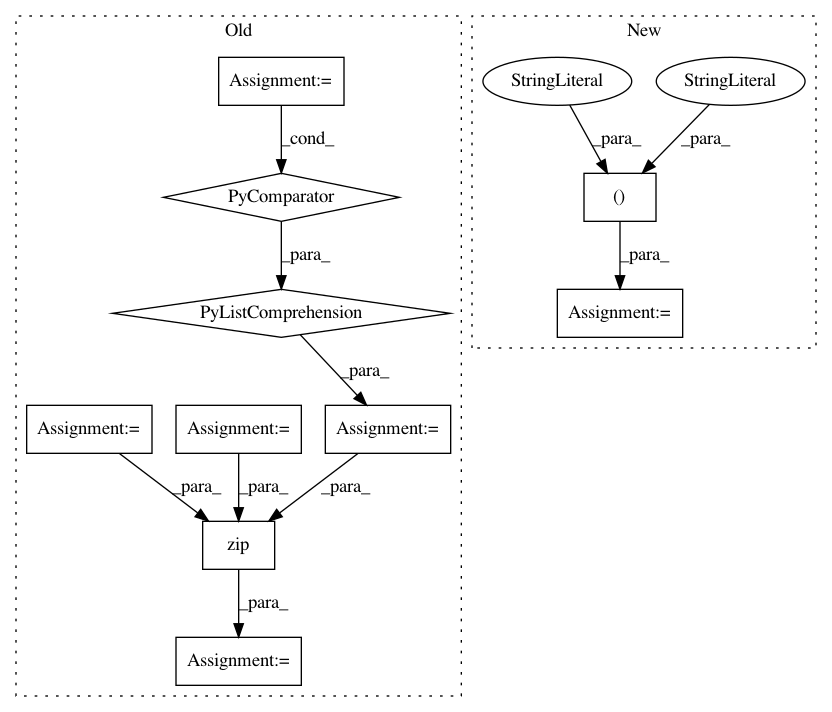 Old
New
Assignment:=
StringLiteral
StringLiteral
_cond_
_para_
_para_
PyComparator
()
_para_
_para_
PyListComprehension
Assignment:=
_para_
Assignment:=
Assignment:=
Assignment:=
_para_
_para_
_para_
zip
_para_
Assignment:=